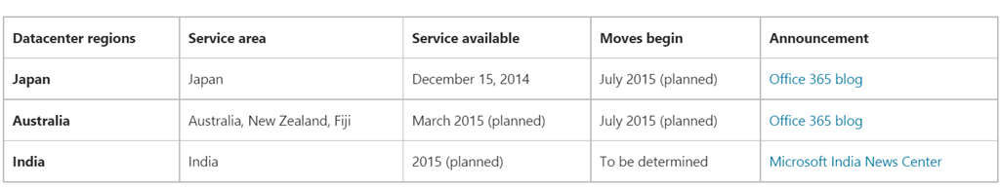 Datacenter regions Service area Service available Moves begin Announcement
Japan Japan December 15, 2014 July 2015 (planned) Office 365 blog
Australia Australia, New Zealand, Fiji March 2015 (planned) July 2015 (planned) Office 365 blog
India India 2015 (planned) To be determined Microsoft India News Center